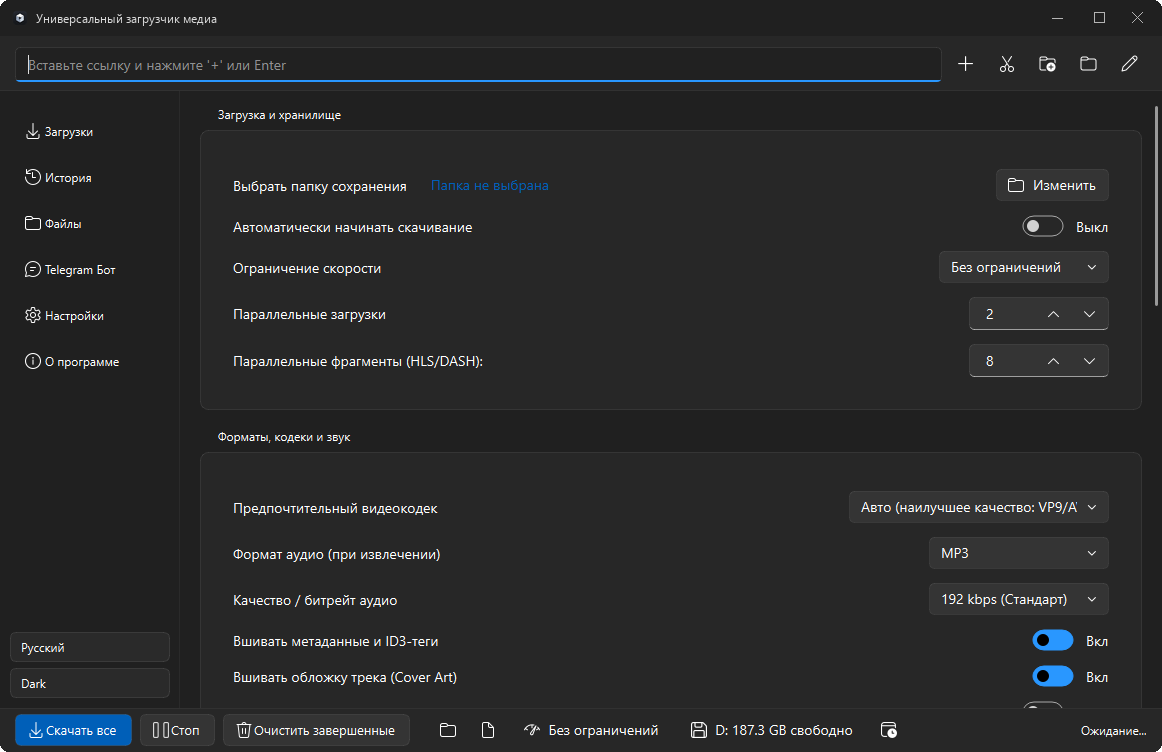 Универсальный загрузчик медиа
Вставьте ссылку и нажмите '+' или Enter
Загрузки
История
Файлы
Telegram Бот
Настройки
О программе
Русский
Dark
Загрузка и хранилище
Выбрать папку сохранения Папка не выбрана Изменить
Автоматически начинать скачивание Выкл
Ограничение скорости Без ограничений
Параллельные загрузки 2
Параллельные фрагменты (HLS/DASH): 8
Форматы, кодеки и звук
Предпочтительный видеокодек Авто (наилучшее качество: VP9/A
Формат аудио (при извлечении) MP3
Качество / битрейт аудио 192 kbps (Стандарт)
Вшивать метаданные и ID3-теги Вкл
Вшивать обложку трека (Cover Art) Вкл
Скачать все Стоп Очистить завершенные Без ограничений D: 187.3 GB свободно Ожидание...